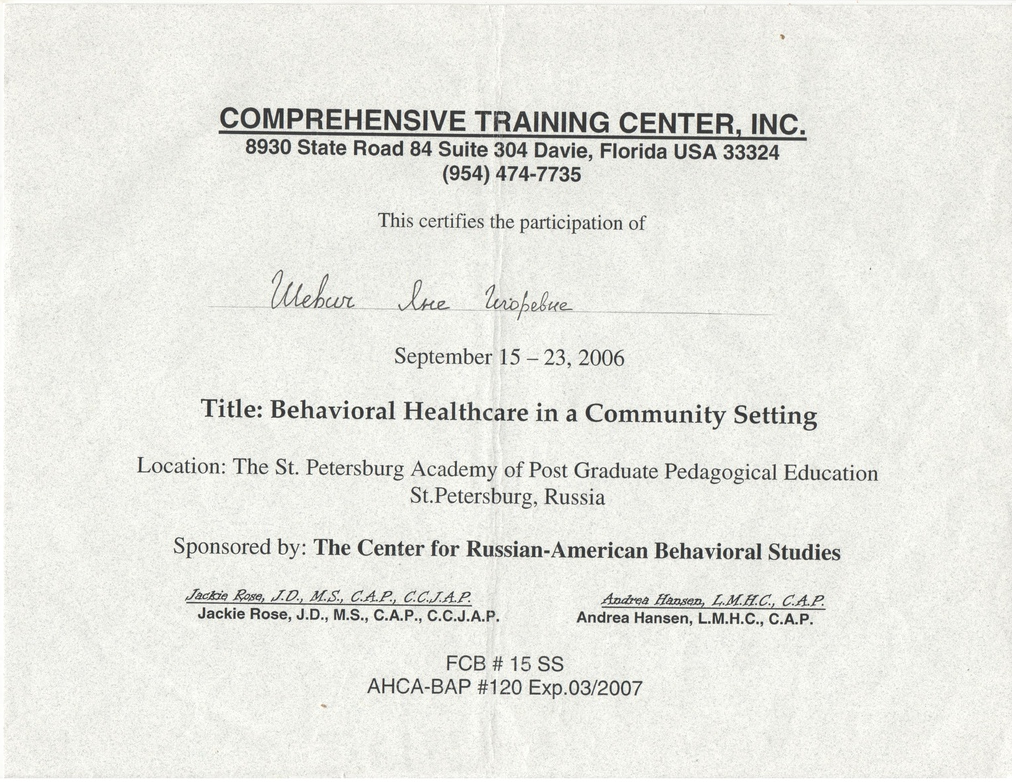 COMPREHENSIVE TRAINING CENTER, INC.
8930 State Road 84 Suite 304 Davie, Florida USA 33324
(954) 474-7735
This certifies the participation of
Шевич Яне Игоревне
September 15 – 23, 2006
Title: Behavioral Healthcare in a Community Setting
Location: The St. Petersburg Academy of Post Graduate Pedagogical Education
St.Petersburg, Russia
Sponsored by: The Center for Russian-American Behavioral Studies
Jackie Rose, J.D., M.S., C.A.P., C.C.J.A.P. Andrea Hansen, L.M.H.C., C.A.P.
Jackie Rose, J.D., M.S., C.A.P., C.C.J.A.P. Andrea Hansen, L.M.H.C., C.A.P.
FCB # 15 SS
AHCA-BAP #120 Exp.03/2007